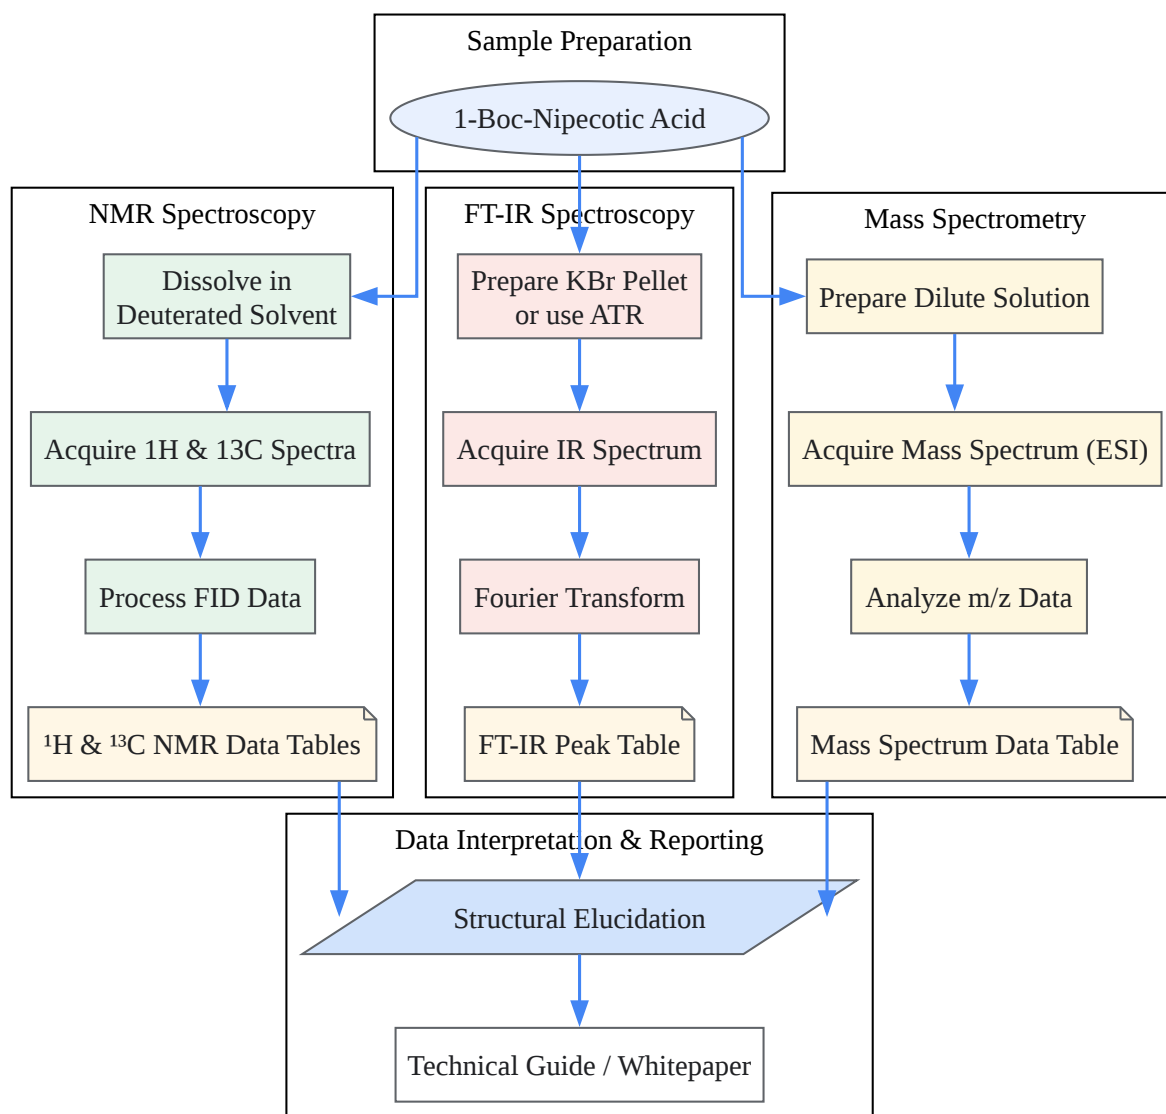 Sample Preparation
1-Boc-Nipecotic Acid
NMR Spectroscopy
Dissolve in
Deuterated Solvent
Acquire 1H & 13C Spectra
Process FID Data
¹H & ¹³C NMR Data Tables
FT-IR Spectroscopy
Prepare KBr Pellet
or use ATR
Acquire IR Spectrum
Fourier Transform
FT-IR Peak Table
Mass Spectrometry
Prepare Dilute Solution
Acquire Mass Spectrum (ESI)
Analyze m/z Data
Mass Spectrum Data Table
Data Interpretation & Reporting
Structural Elucidation
Technical Guide / Whitepaper